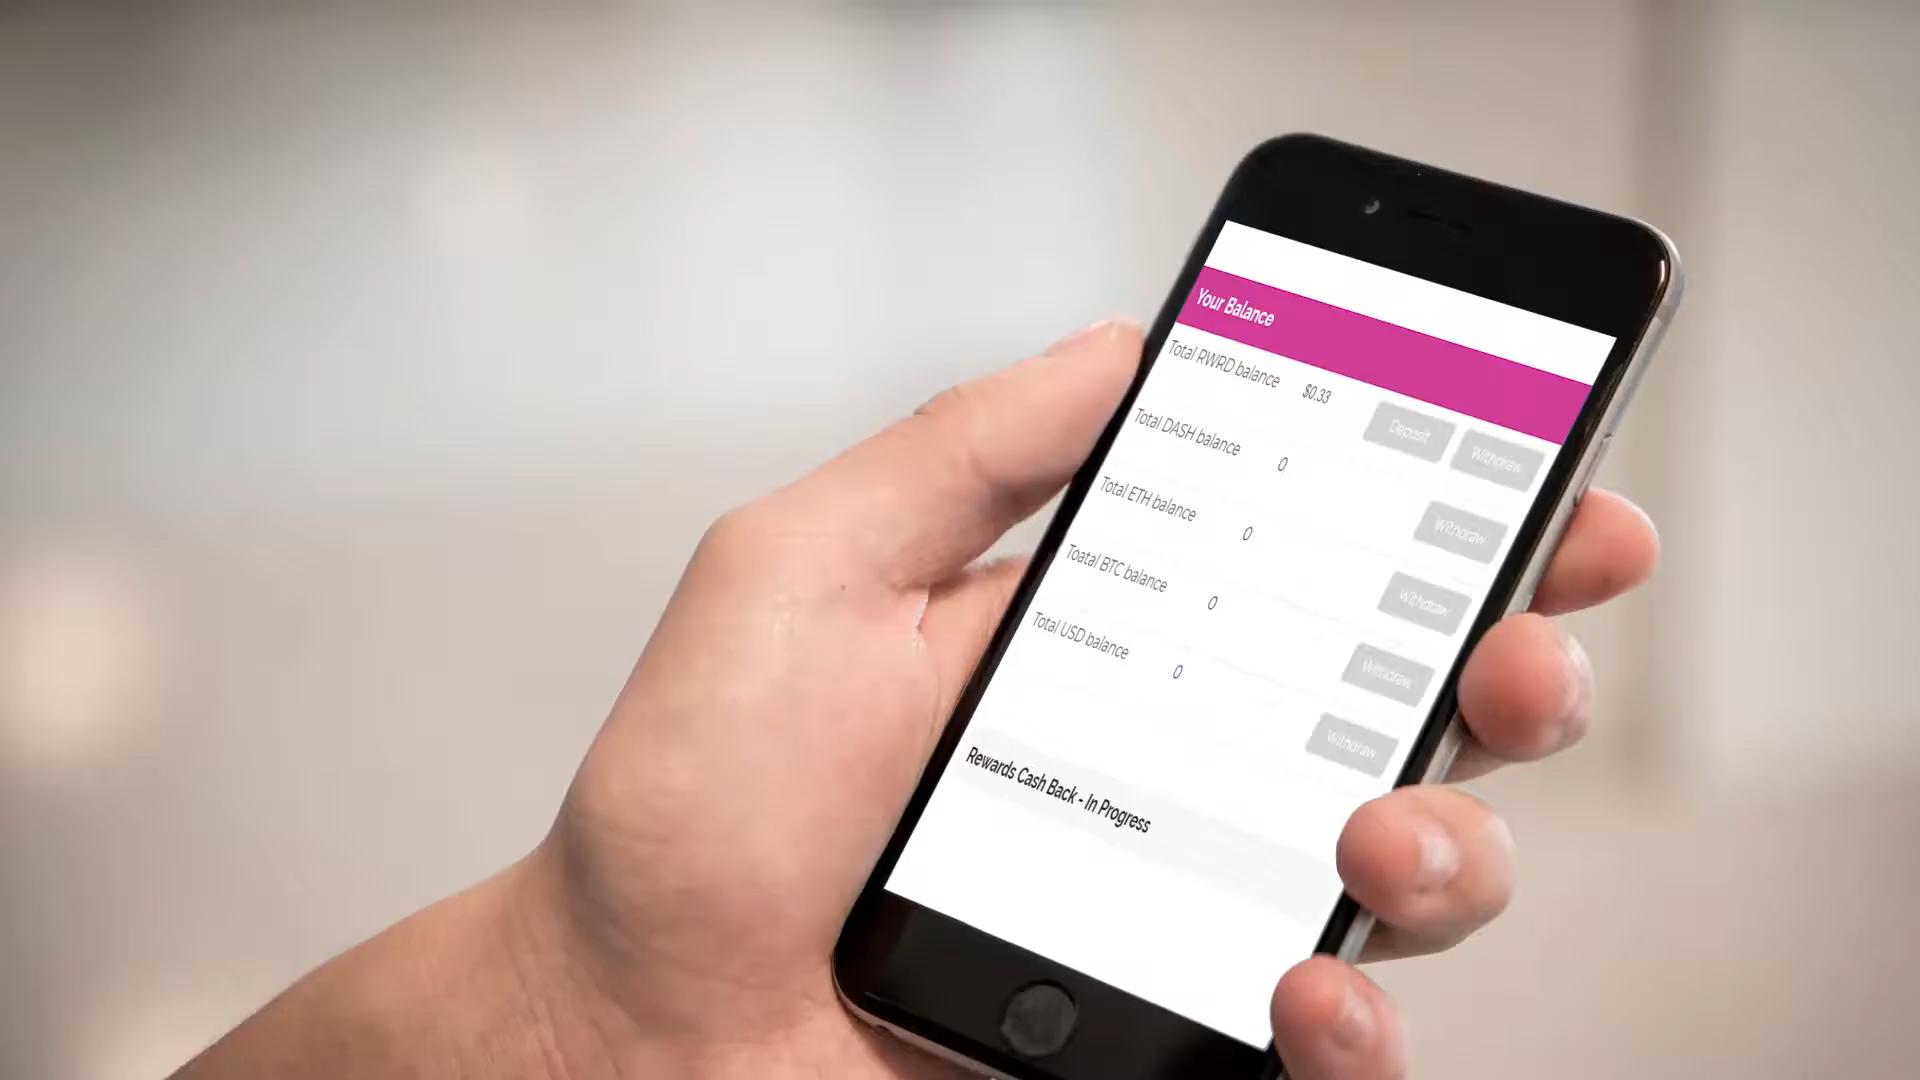 Your Balance
Total RWRD balance $0.33
Deposit Withdraw
Total DASH balance 0
Withdraw
Total ETH balance 0
Withdraw
Toatal BTC balance 0
Withdraw
Total USD balance 0
Withdraw
Rewards Cash Back - In Progress